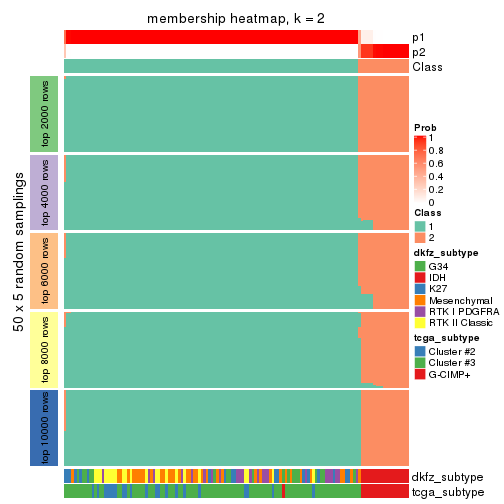 membership heatmap, k = 2
p1
p2
Class
50 x 5 random samplings
top 2000 rows
top 4000 rows
top 6000 rows
top 8000 rows
top 10000 rows
dkfz_subtype
tcga_subtype
Prob
1
0.8
0.6
0.4
0.2
0
Class
1
2
dkfz_subtype
G34
IDH
K27
Mesenchymal
RTK I PDGFRA
RTK II Classic
tcga_subtype
Cluster #2
Cluster #3
G-CIMP+